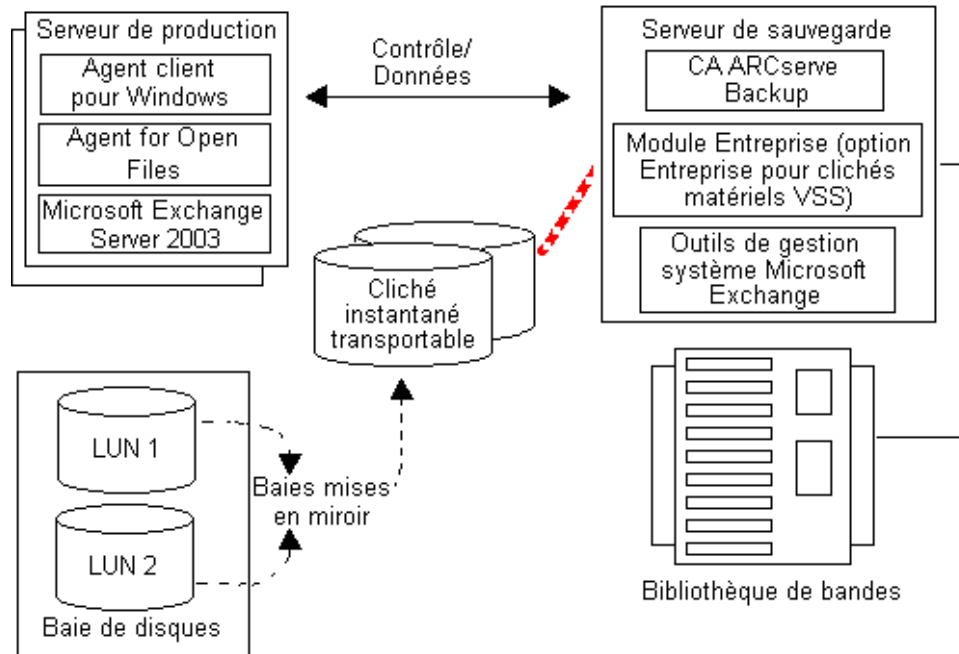 Serveur de production
Agent client
pour Windows
Agent for Open
Files
Microsoft Exchange
Server 2003
Contrôle/
Données
Serveur de sauvegarde
CA ARCserve
Backup
Module Entreprise (option
Entreprise pour clichés
matériels VSS)
Outils de gestion
système Microsoft
Exchange
Cliché
instantané
transportable
LUN 1
LUN 2
Baie de disques
Baies mises
en miroir
Bibliothèque de bandes